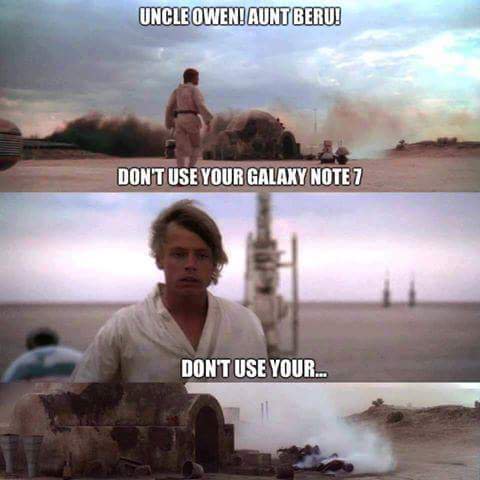 UNCLE OWEN! AUNT BERU!
DON'T USE YOUR GALAXY NOTE 7
DON'T USE YOUR...